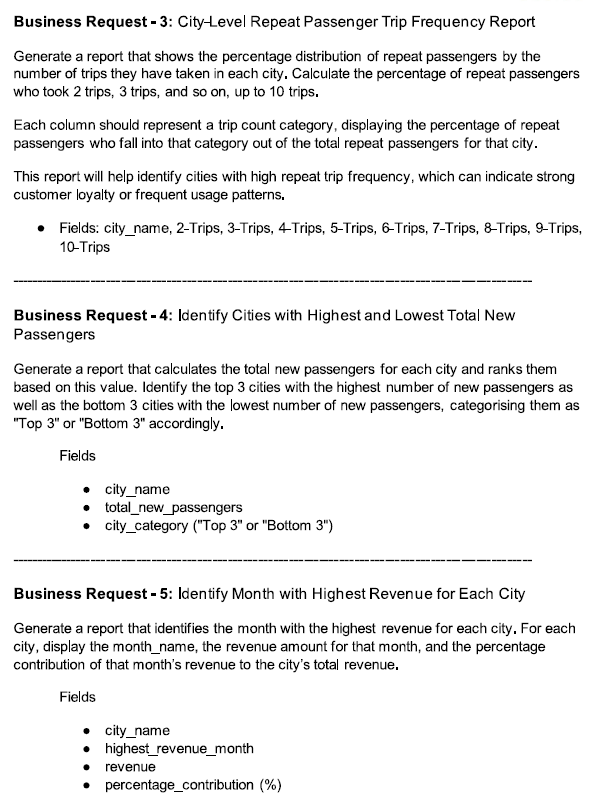 Business Request - 3: City-Level Repeat Passenger Trip Frequency Report
Generate a report that shows the percentage distribution of repeat passengers by the
number of trips they have taken in each city. Calculate the percentage of repeat passengers
who took 2 trips, 3 trips, and so on, up to 10 trips.
Each column should represent a trip count category, displaying the percentage of repeat
passengers who fall into that category out of the total repeat passengers for that city.
This report will help identify cities with high repeat trip frequency, which can indicate strong
customer loyalty or frequent usage patterns.
● Fields: city_name, 2-Trips, 3-Trips, 4-Trips, 5-Trips, 6-Trips, 7-Trips, 8-Trips, 9-Trips,
10-Trips
Business Request - 4: Identify Cities with Highest and Lowest Total New
Passengers
Generate a report that calculates the total new passengers for each city and ranks them
based on this value. Identify the top 3 cities with the highest number of new passengers as
well as the bottom 3 cities with the lowest number of new passengers, categorising them as
"Top 3" or "Bottom 3" accordingly.
Fields
● city_name
● total_new_passengers
● city_category ("Top 3" or "Bottom 3")
Business Request - 5: Identify Month with Highest Revenue for Each City
Generate a report that identifies the month with the highest revenue for each city. For each
city, display the month_name, the revenue amount for that month, and the percentage
contribution of that month's revenue to the city's total revenue.
Fields
● city_name
● highest_revenue_month
● revenue
● percentage_contribution (%)